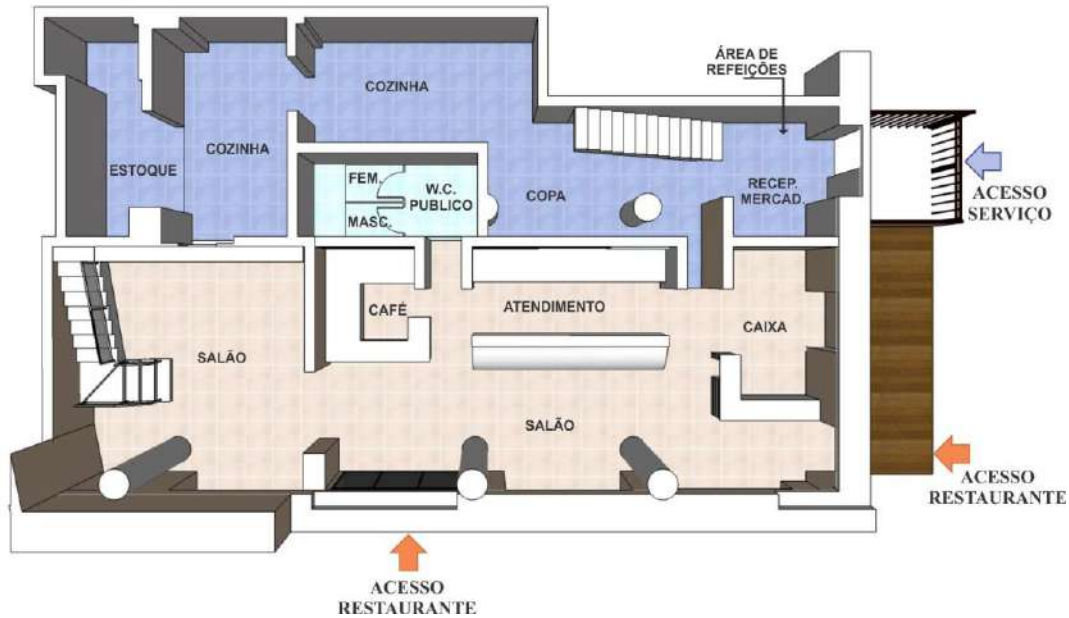 ÁREA DE
REFEIÇÕES
COZINHA
COZINHA
ESTOQUE
FEM.
W.C.
PUBLICO
MASC.
COPA
RECEP.
MERCAD.
ACESSO
SERVIÇO
CAFÉ
ATENDIMENTO
CAIXA
SALÃO
SALÃO
ACESSO
RESTAURANTE
ACESSO
RESTAURANTE